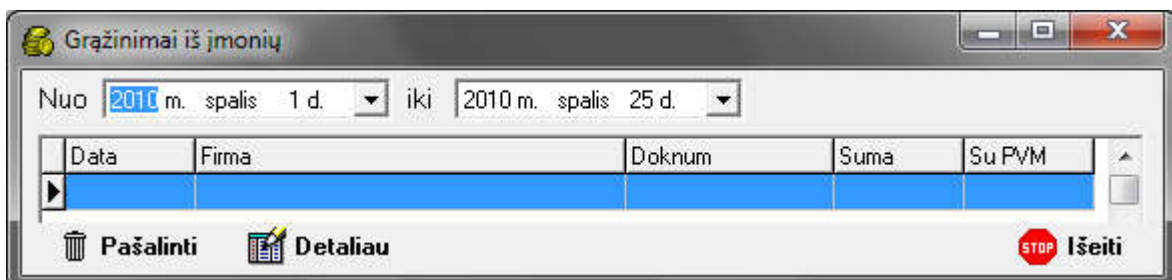 Grąžinimai iš įmonių
Nuo 2010 m. spalis 1 d. iki 2010 m. spalis 25 d.
Data Firma Doknum Suma Su PVM
Pašalinti Detaliau STOP Išeiti